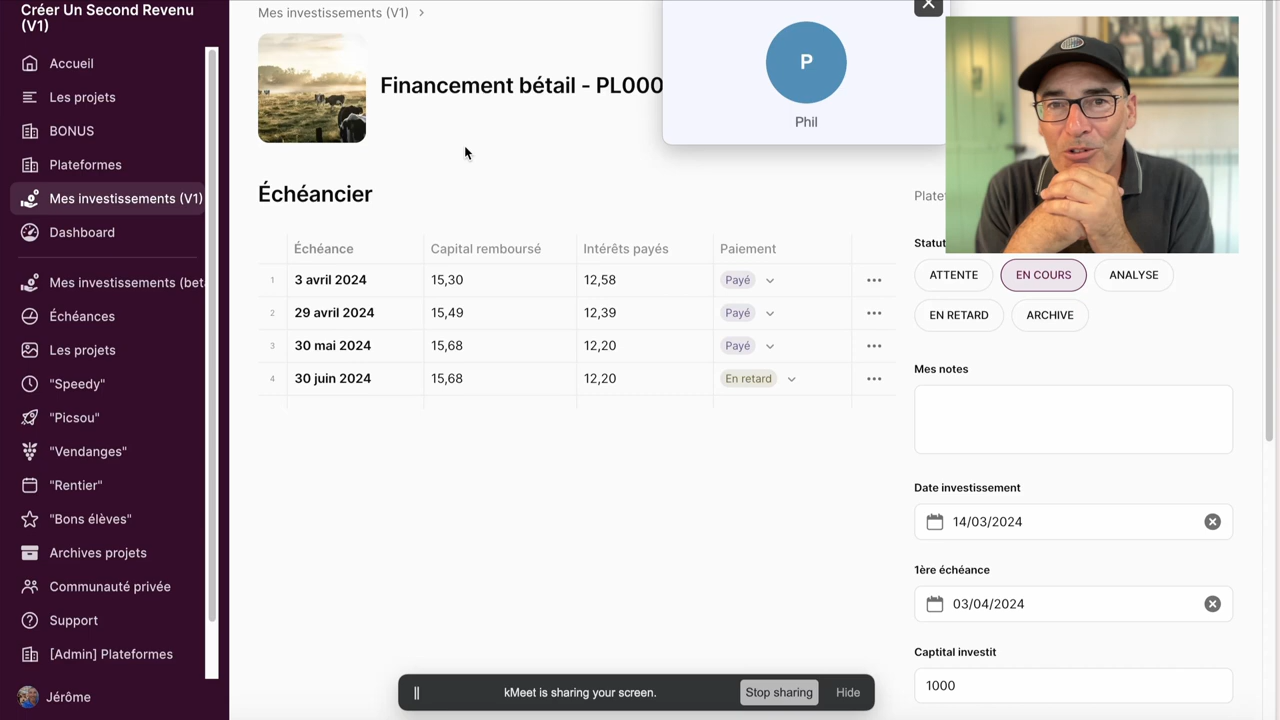 Créer Un Second Revenu
(V1)
Accueil
Les projets
BONUS
Plateformes
Mes investissements (V1)
Dashboard
Mes investissements (bet
Échéances
Les projets
"Speedy"
"Picsou"
"Vendanges"
"Rentier"
"Bons élèves"
Archives projets
Communauté privée
Support
[Admin] Plateformes
Jérôme
Mes investissements (V1)
Financement bétail - PL000
P
Phil
Échéancier
Échéance Capital remboursé Intérêts payés Paiement
1 3 avril 2024 15,30 12,58 Payé
2 29 avril 2024 15,49 12,39 Payé
3 30 mai 2024 15,68 12,20 Payé
4 30 juin 2024 15,68 12,20 En retard
Platef
Statut
ATTENTE EN COURS ANALYSE
EN RETARD ARCHIVE
Mes notes
Date investissement
14/03/2024
1ère échéance
03/04/2024
Captital investit
1000
kMeet is sharing your screen. Stop sharing Hide